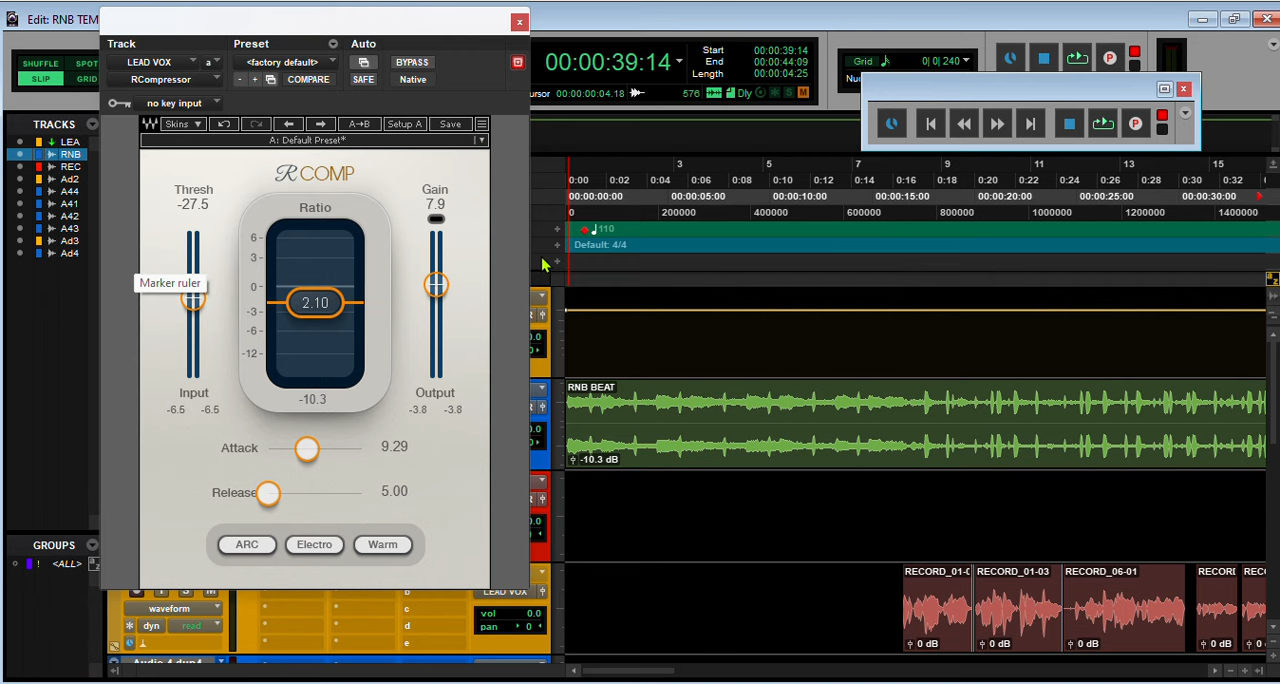 Edit: RNB TEM
SHUFFLE SPOT
SLIP GRID
Track Preset Auto
LEAD VOX a <factory default> BYPASS
RCompressor - + COMPARE SAFE Native
no key input
Skins A→B Setup A Save
A: Default Preset*
R COMP
Thresh
-27.5
Ratio
Gain
7.9
6
3
0
-3
-6
-12
2.10
-10.3
Input
-6.5 -6.5
Output
-3.8 -3.8
Attack 9.29
Release 5.00
ARC Electro Warm
Marker ruler
00:00:39:14
Start 00:00:39:14
End 00:00:44:09
Length 00:00:04:25
ursor 00:00:00:04.18 576 Dly S M
Grid 0| 0| 240
Nu
P
P
TRACKS
LEA
RNB
REC
Ad2
A44
A41
A42
A43
Ad3
Ad4
GROUPS
! <ALL> a z
3 5 7 9 11 13 15
0:00 0:02 0:04 0:06 0:08 0:10 0:12 0:14 0:16 0:18 0:20 0:22 0:24 0:26 0:28 0:30 0:32
00:00:00:00 00:00:05:00 00:00:10:00 00:00:15:00 00:00:20:00 00:00:25:00 00:00:30:00
0 200000 400000 600000 800000 1000000 1200000 1400000
110
Default: 4/4
RNB BEAT
-10.3 dB
RECORD_01-0 RECORD_01-03 RECORD_06-01 RECORD REC
0 dB 0 dB 0 dB 0 dB 0 dB
I S M
waveform
dyn read
b
c
d
e
LEAD VOX
vol 0.0
pan 0
Audio 4.dup4